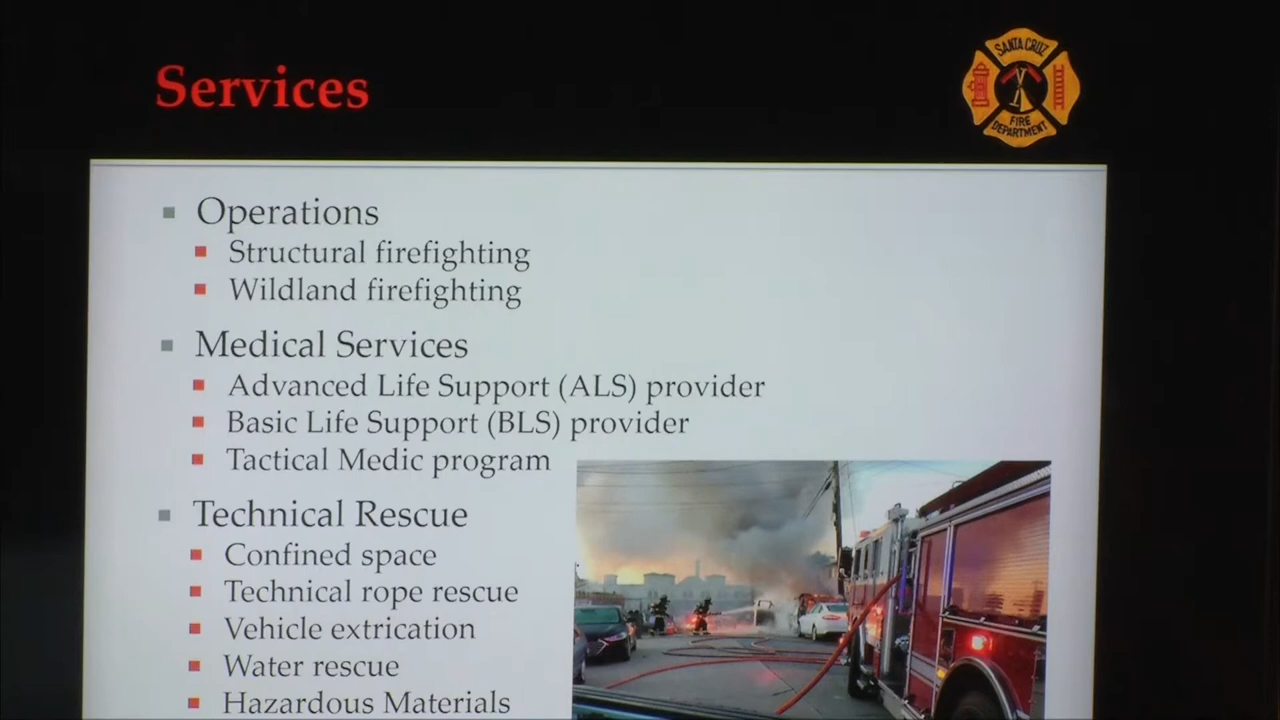 Services
SANTA CRUZ
FIRE
DEPARTMENT
Operations
Structural firefighting
Wildland firefighting
Medical Services
Advanced Life Support (ALS) provider
Basic Life Support (BLS) provider
Tactical Medic program
Technical Rescue
Confined space
Technical rope rescue
Vehicle extrication
Water rescue
Hazardous Materials